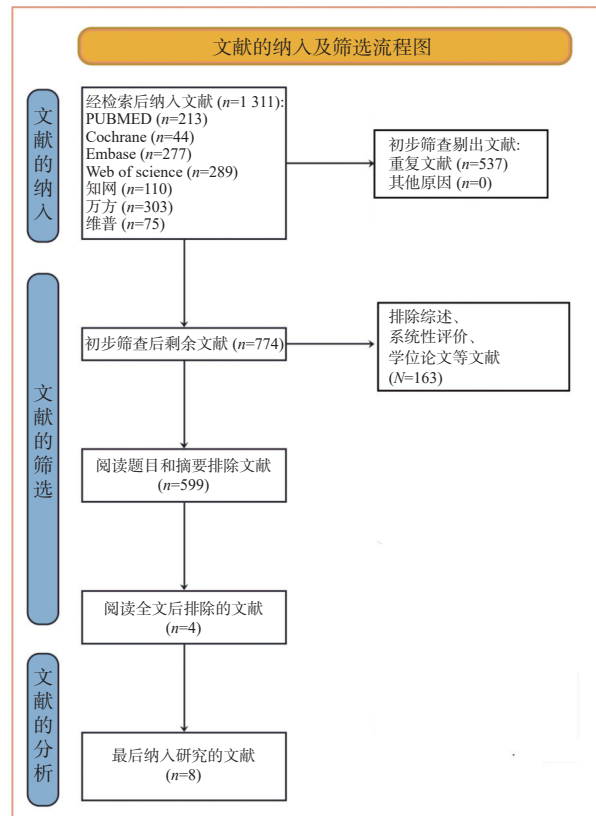 文献的纳入及筛选流程图
文献的纳入
经检索后纳入文献 (n=1 311):
PUBMED (n=213)
Cochrane (n=44)
Embase (n=277)
Web of science (n=289)
知网 (n=110)
万方 (n=303)
维普 (n=75)
初步筛查剔出文献:
重复文献 (n=537)
其他原因 (n=0)
文献的筛选
初步筛查后剩余文献 (n=774)
排除综述、
系统性评价、
学位论文等文献
(N=163)
阅读题目和摘要排除文献
(n=599)
阅读全文后排除的文献
(n=4)
文献的分析
最后纳入研究的文献
(n=8)